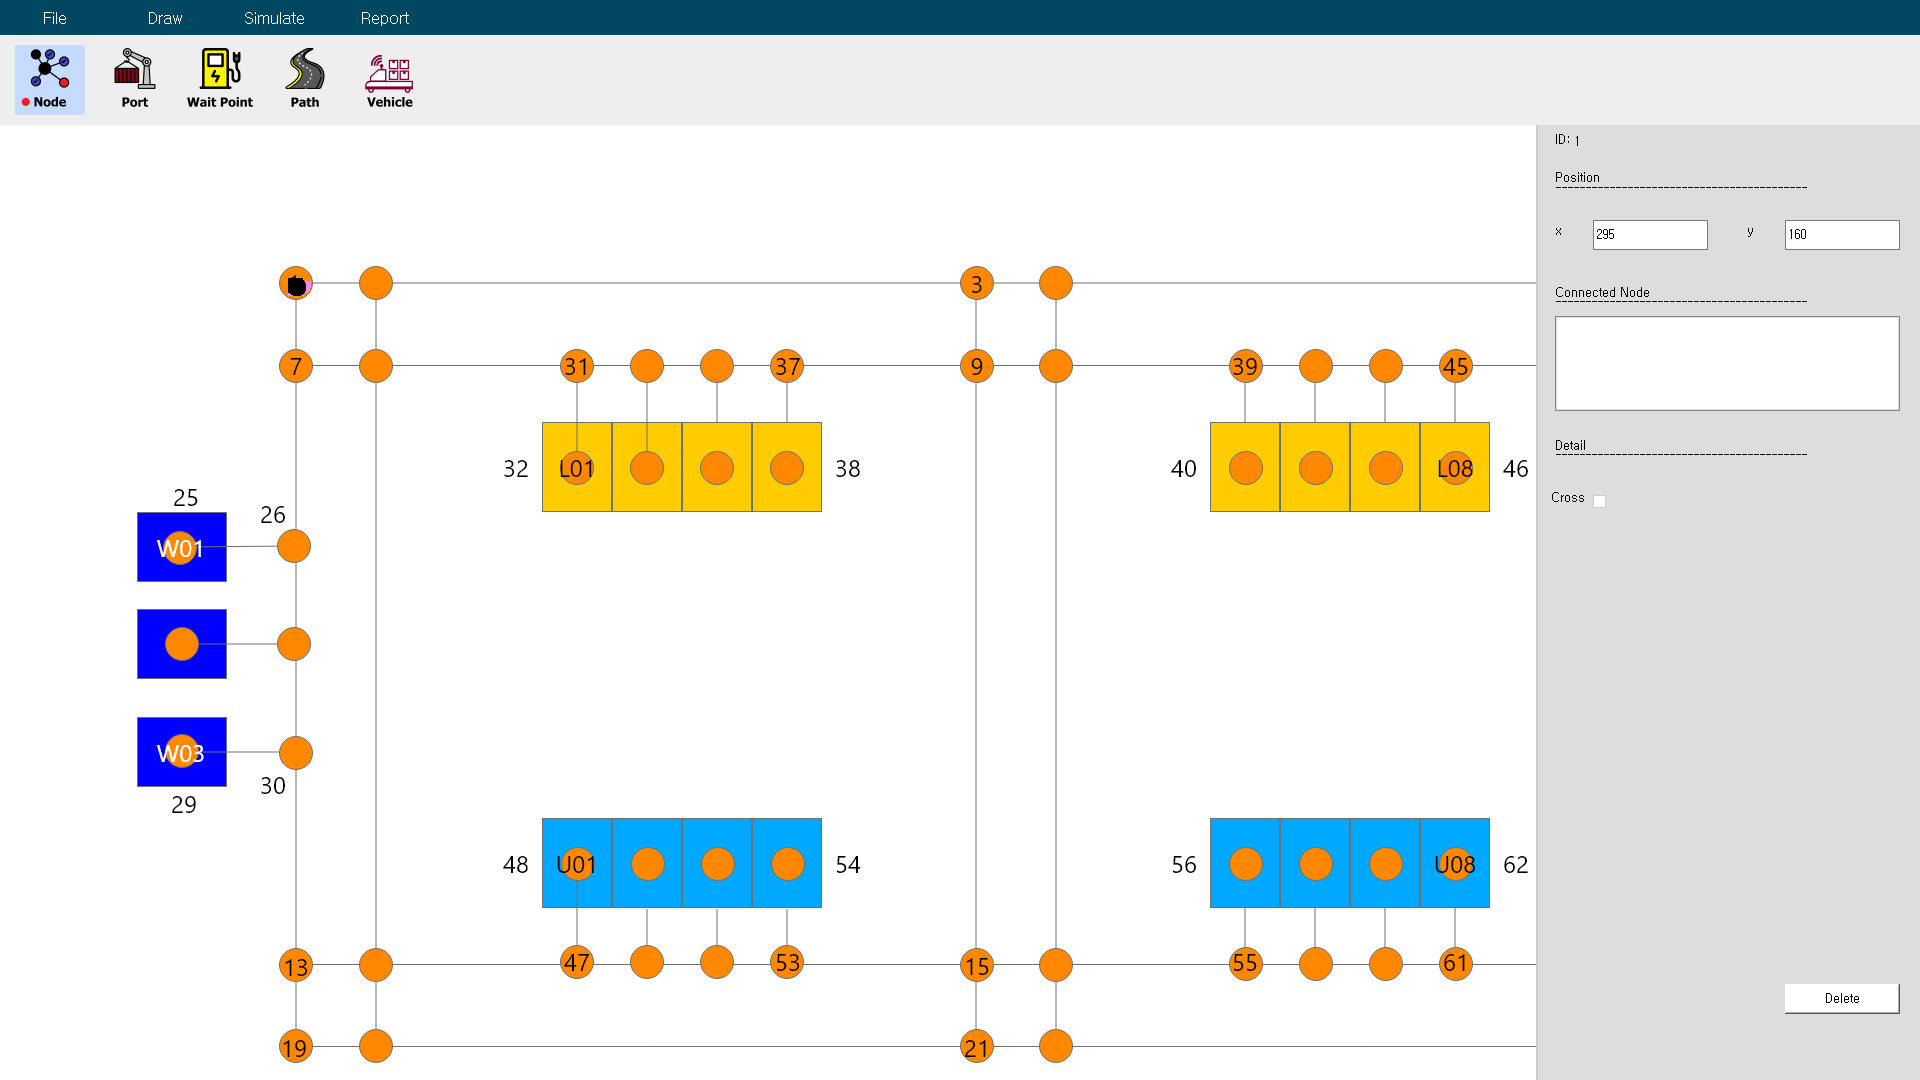 File Draw Simulate Report
Node Port Wait Point Path Vehicle
ID: 1
Position
x 295 y 160
Connected Node
Detail
Cross
Delete
3
7 31 37 9 39 45
32 L01 38 40 L08 46
25
26
W01
W03
30
29
48 U01 54 56 U08 62
13 47 53 15 55 61
19 21